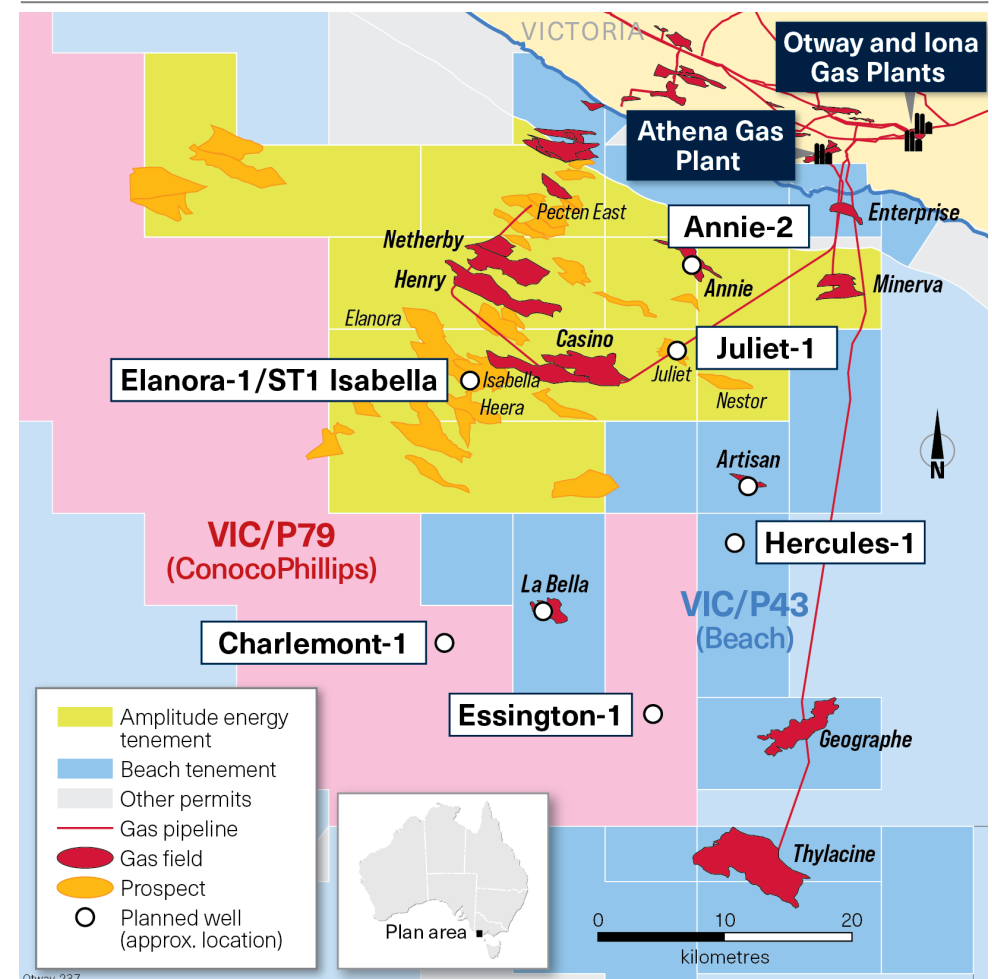 VICTORIA
Otway and Iona
Gas Plants
Athena Gas
Plant
Pecten East
Enterprise
Annie-2
Netherby
Henry
Annie
Minerva
Elanora
Casino
Juliet-1
Elanora-1/ST1 Isabella
Isabella
Juliet
Heera
Nestor
Artisan
N
VIC/P79
(ConocoPhillips)
Hercules-1
La Bella
VIC/P43
(Beach)
Charlemont-1
Essington-1
Geographe
Amplitude energy
tenement
Beach tenement
Other permits
Gas pipeline
Gas field
Prospect
Planned well
(approx. location)
Plan area
Thylacine
0 10 20
kilometres
Otway 237